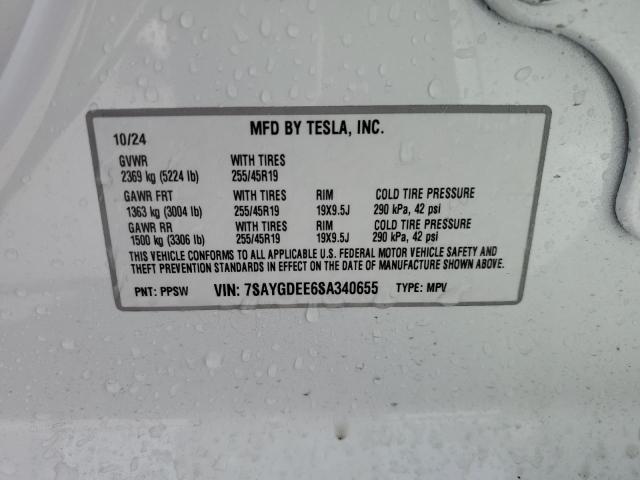 MFD BY TESLA, INC.
10/24
GVWR WITH TIRES
2369 kg (5224 lb) 255/45R19
GAWR FRT WITH TIRES RIM COLD TIRE PRESSURE
1363 kg (3004 lb) 255/45R19 19X9.5J 290 kPa, 42 psi
GAWR RR WITH TIRES RIM COLD TIRE PRESSURE
1500 kg (3306 lb) 255/45R19 19X9.5J 290 kPa, 42 psi
THIS VEHICLE CONFORMS TO ALL APPLICABLE U.S. FEDERAL MOTOR VEHICLE SAFETY AND
THEFT PREVENTION STANDARDS IN EFFECT ON THE DATE OF MANUFACTURE SHOWN ABOVE.
PNT: PPSW VIN: 7SAYGDEE6SA340655 TYPE: MPV